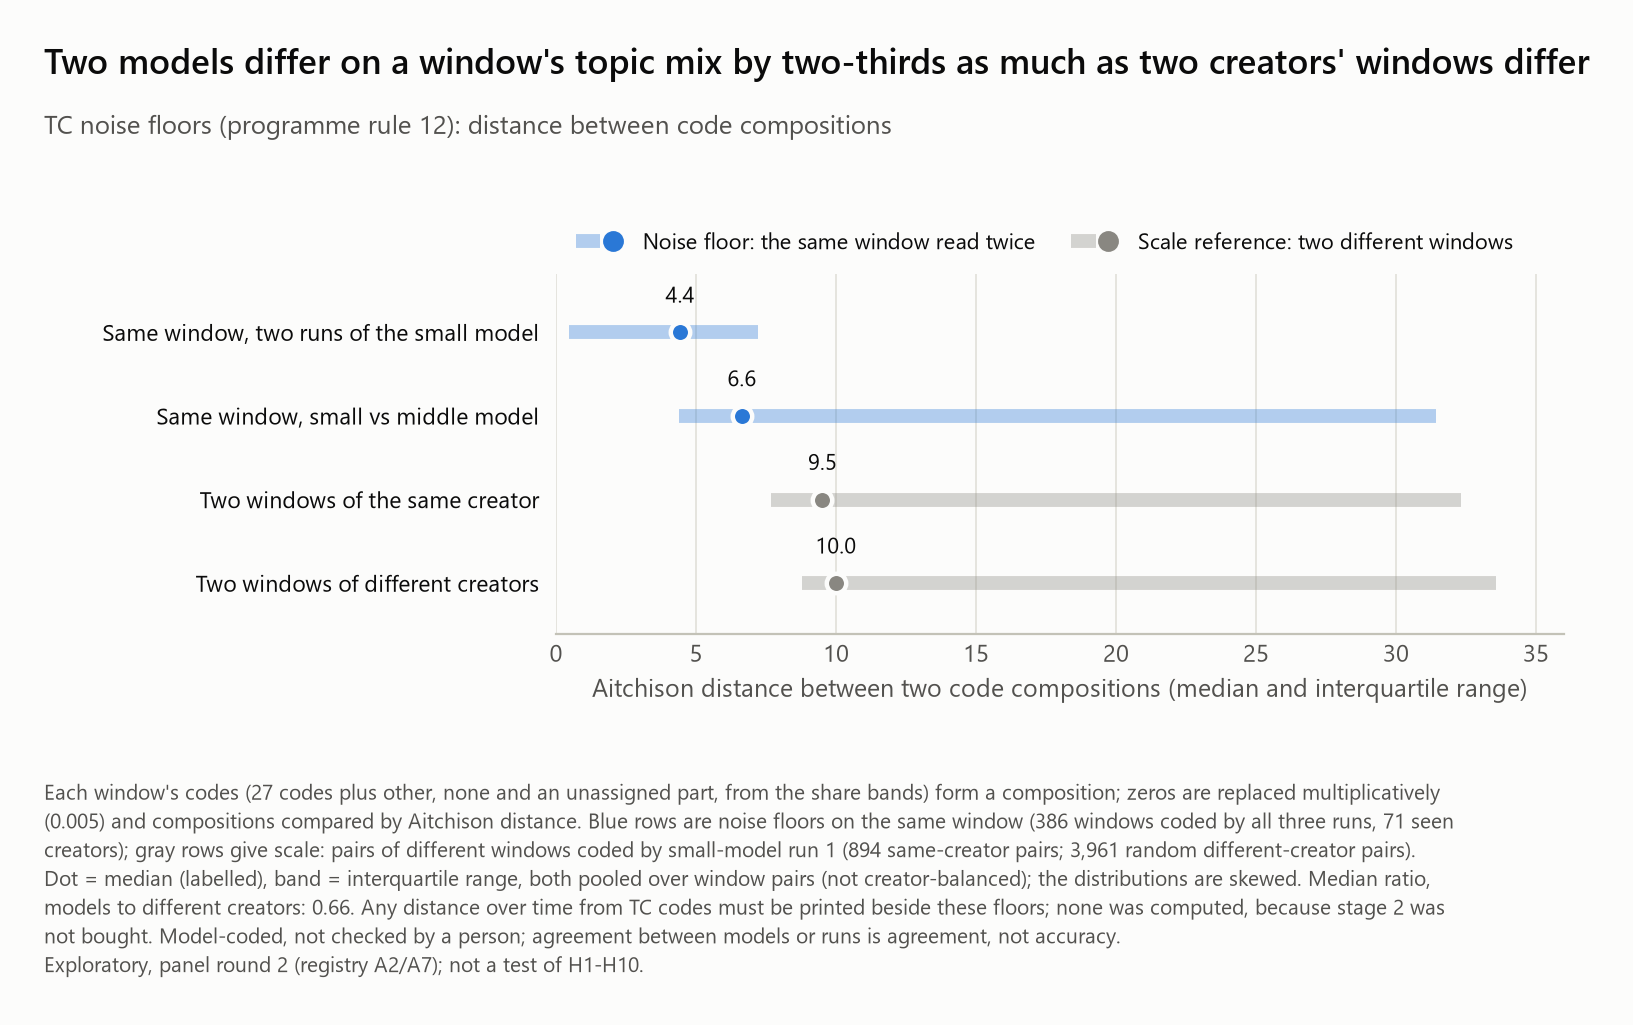 Two models differ on a window's topic mix by two-thirds as much as two creators' windows differ
TC noise floors (programme rule 12): distance between code compositions
Noise floor: the same window read twice
Scale reference: two different windows
4.4
Same window, two runs of the small model
6.6
Same window, small vs middle model
9.5
Two windows of the same creator
10.0
Two windows of different creators
0 5 10 15 20 25 30 35
Aitchison distance between two code compositions (median and interquartile range)
Each window's codes (27 codes plus other, none and an unassigned part, from the share bands) form a composition; zeros are replaced multiplicatively
(0.005) and compositions compared by Aitchison distance. Blue rows are noise floors on the same window (386 windows coded by all three runs, 71 seen
creators); gray rows give scale: pairs of different windows coded by small-model run 1 (894 same-creator pairs; 3,961 random different-creator pairs).
Dot = median (labelled), band = interquartile range, both pooled over window pairs (not creator-balanced); the distributions are skewed. Median ratio,
models to different creators: 0.66. Any distance over time from TC codes must be printed beside these floors; none was computed, because stage 2 was
not bought. Model-coded, not checked by a person; agreement between models or runs is agreement, not accuracy.
Exploratory, panel round 2 (registry A2/A7); not a test of H1-H10.